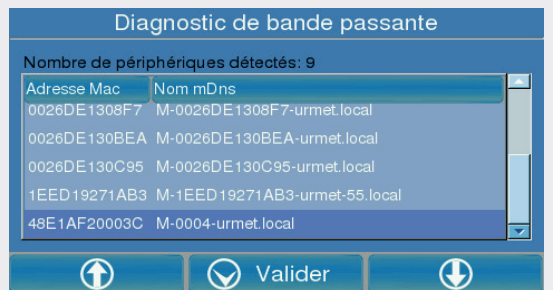 Diagnostic de bande passante
Nombre de périphériques détectés: 9
Adresse Mac Nom mDns
0026DE1308F7 M-0026DE1308F7-urmet.local
0026DE130BEA M-0026DE130BEA-urmet.local
0026DE130C95 M-0026DE130C95-urmet.local
1EED19271AB3 M-1EED19271AB3-urmet-55.local
48E1AF20003C M-0004-urmet.local
Valider